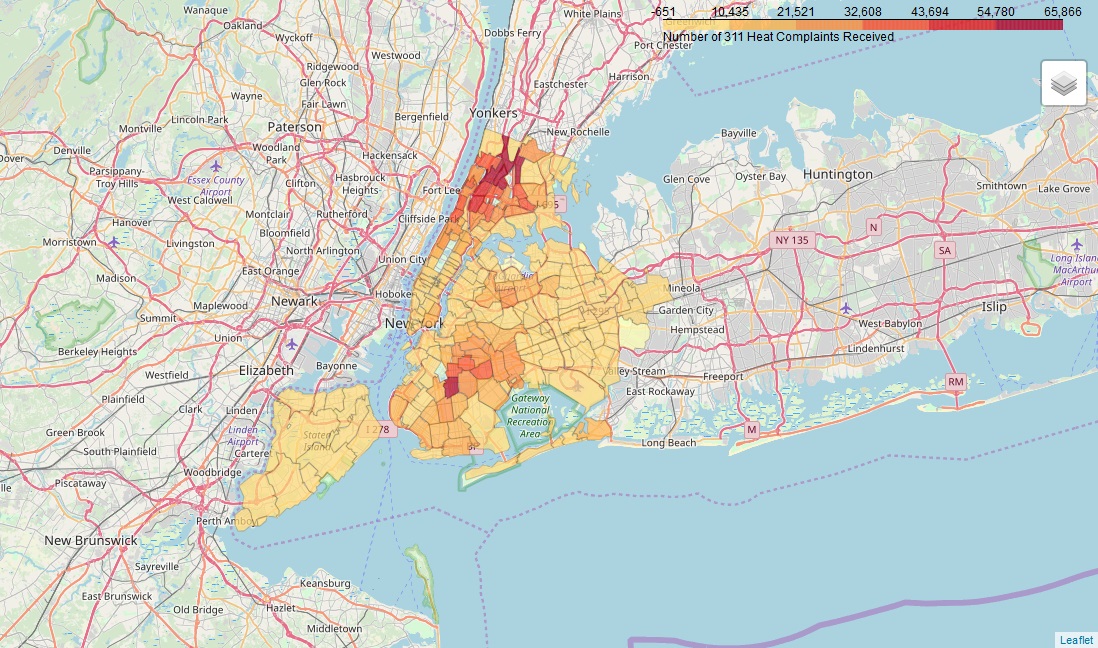 Wanaque
White Plains
-651 10,435 21,521 32,608 43,694 54,780 65,866
Greenwich
Number of 311 Heat Complaints Received
Oakland
Wyckoff
Dobbs Ferry
Westwood
Port Chester
Ridgewood
Glen Rock
Harrison
Eastchester
Wayne
Fair Lawn
Yonkers
Lincoln Park
Bergenfield
Montville
Paterson
New Rochelle
Bayville
Denville
Woodland
Park
Hackensack
Dover
Parsippany-
Troy Hills
Essex County
Airport
Hasbrouck
Heights
Glen Cove
Oyster Bay
Huntington
Clifton
Fort Lee
Smithtown
Lake Grove
West Caldwell
I 695
Montclair
Rutherford
Cliffside Park
Hanover
Bloomfield
N
Morristown
Livingston
North Arlington
NY 135
SA
Union City
Long Island
MacArthur
Airport
Madison
East Orange
Mineola
Maplewood
Newark
Hoboke
Islip
Summit
Garden City
New York
West Babylon
Union
Hempstead
Berkeley Heights
Lindenhurst
Elizabeth
Bayonne
Valley Stream
Westfield
Freeport
RM
Plainfield
East Rockaway
Gateway
National
Recreation
Area
Clark
Linden
I 278
M
Green Brook
Linden
Airport
Staten
Island
Long Beach
South Plainfield
Carteret
BP
Woodbridge
Piscataway
Perth Amboy
New Brunswick
Sayreville
Keansburg
East Brunswick
Old Bridge
Hazlet
Middletown
Leaflet